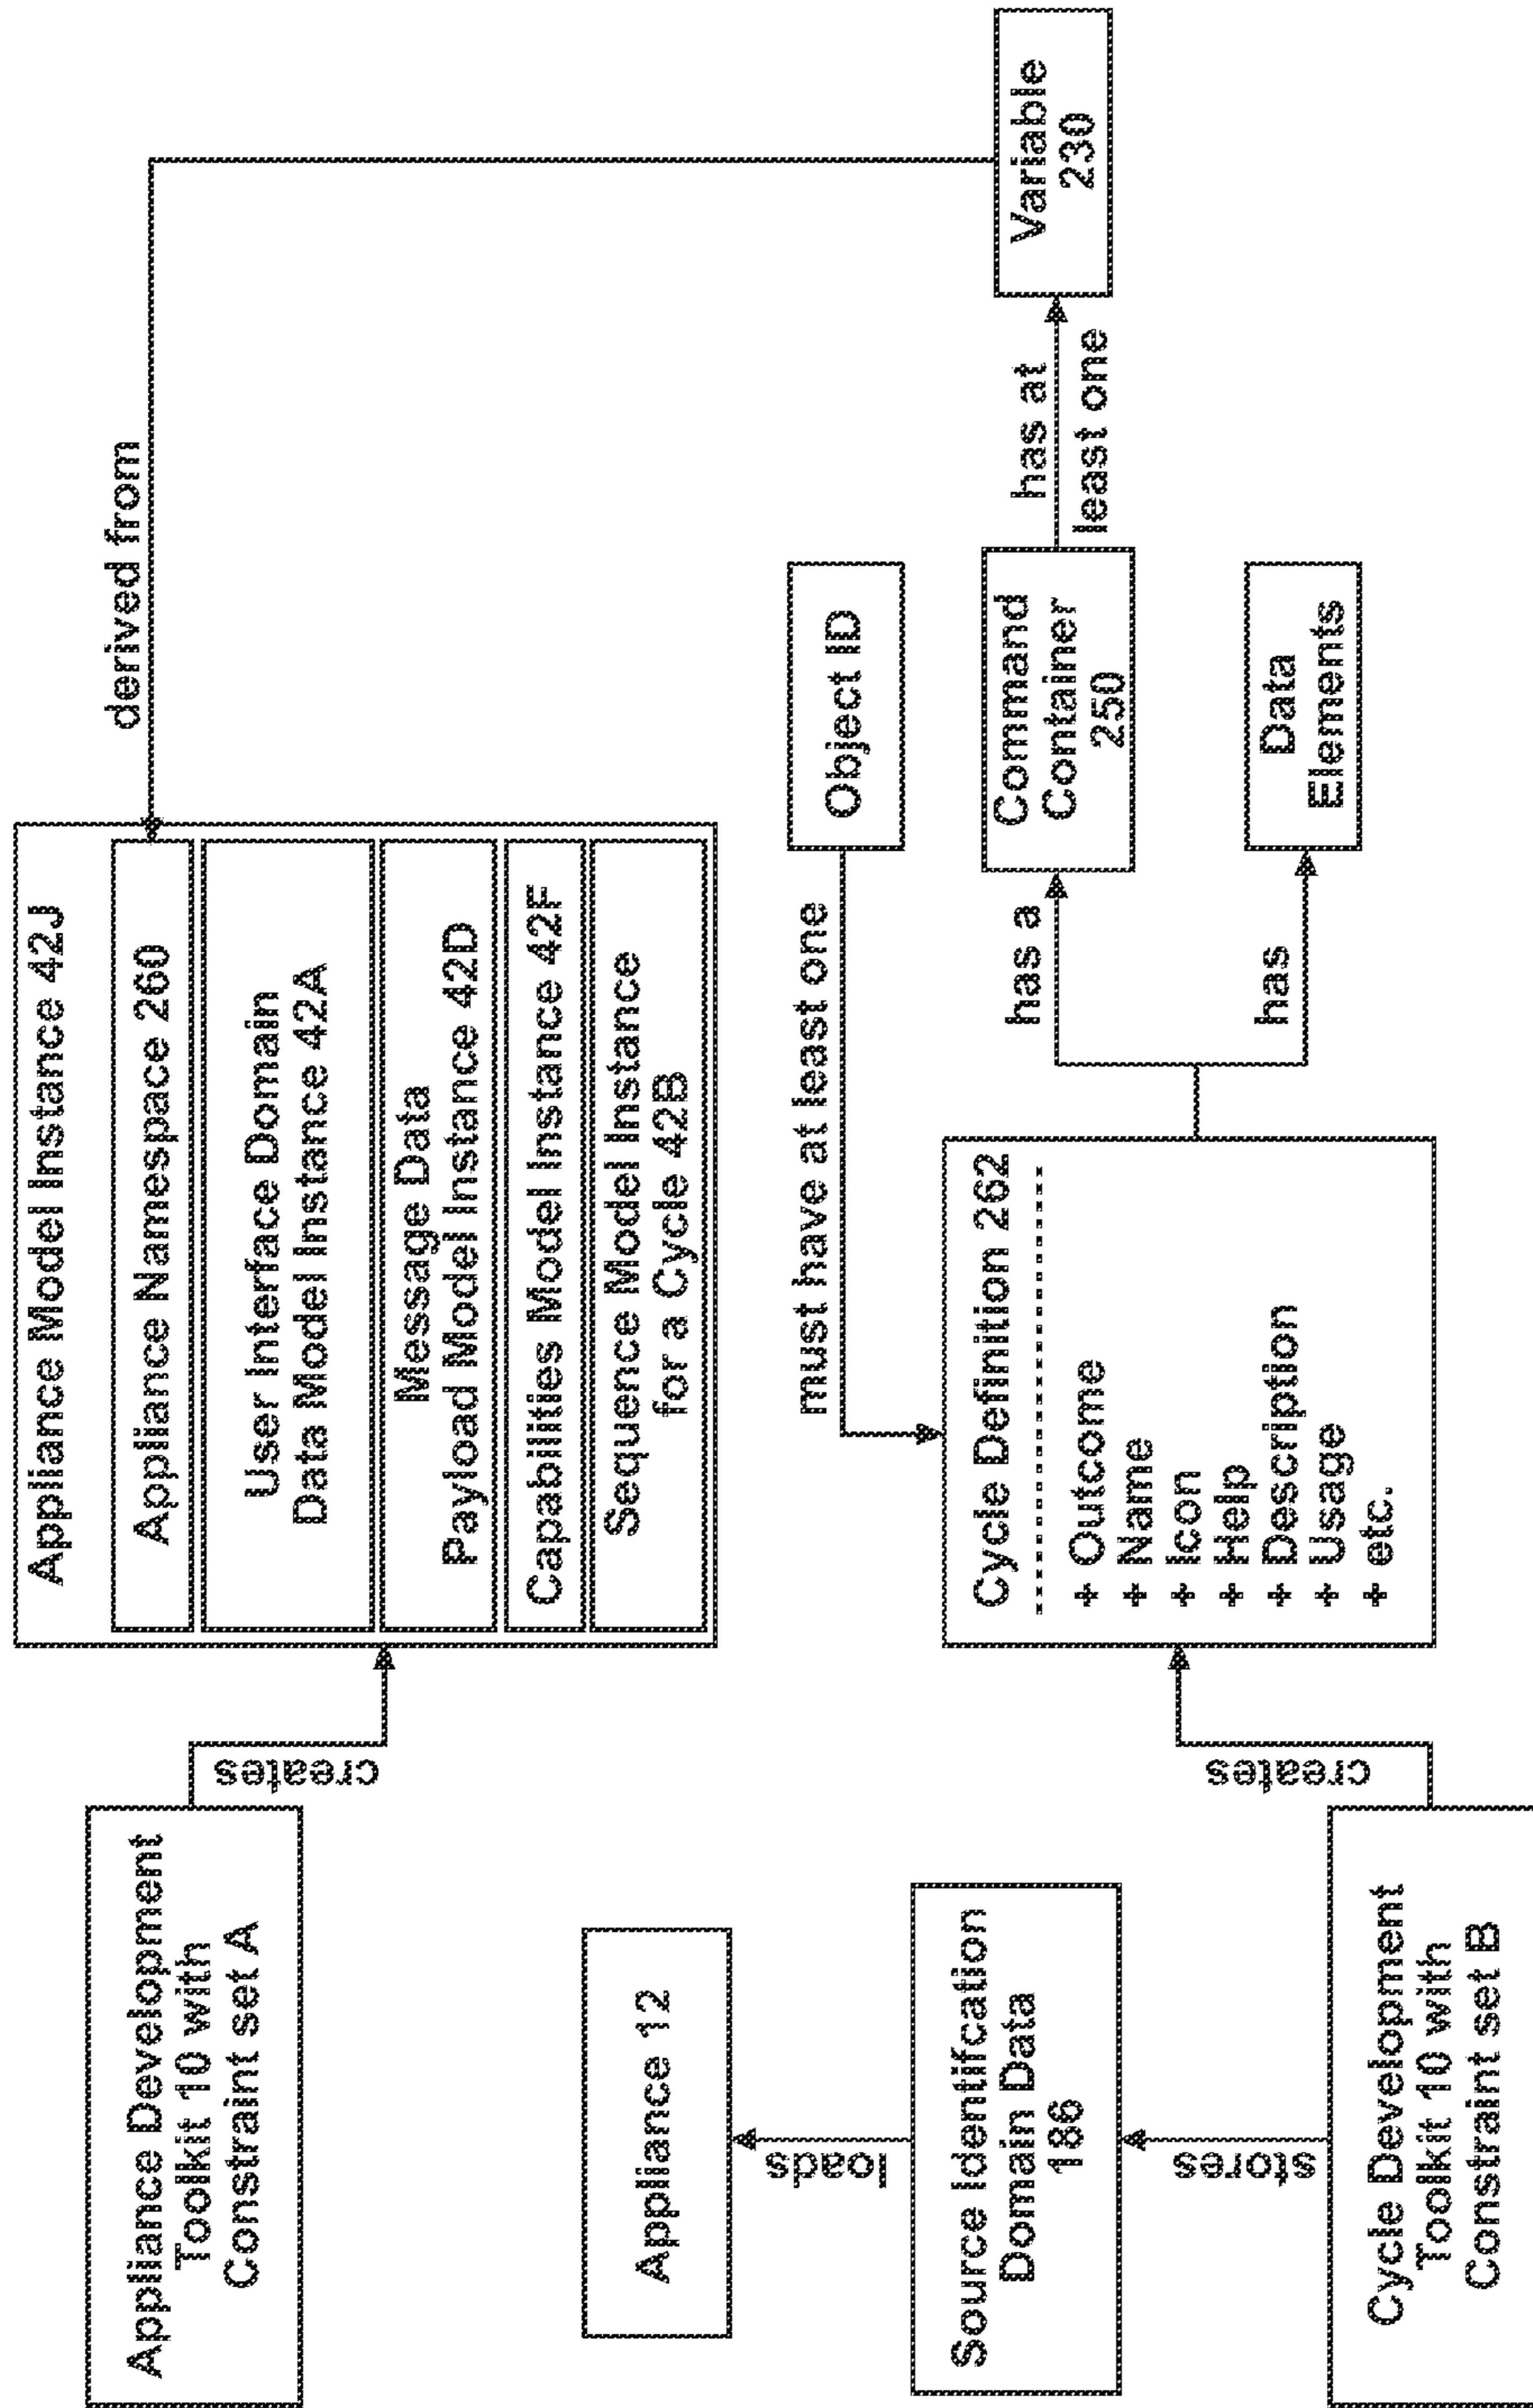 Appliance Development
Toolkit 10 with
Constraint set A
creates
Appliance Model Instance 42J
Appliance Namespace 260
User Interface Domain
Data Model Instance 42A
Message Data
Payload Model Instance 42D
Capabilities Model Instance 42F
Sequence Model Instance
for a Cycle 42B
derived from
Appliance 12
loads
Source Identifcation
Domain Data
186
stores
Cycle Development
Toolkit 10 with
Constraint set B
creates
Cycle Definition 262
+ Outcome
+ Name
+ Icon
+ Help
+ Description
+ Usage
+ etc.
must have at least one
Object ID
has a
Command
Container
250
has
Data
Elements
has at
least one
Variable
230